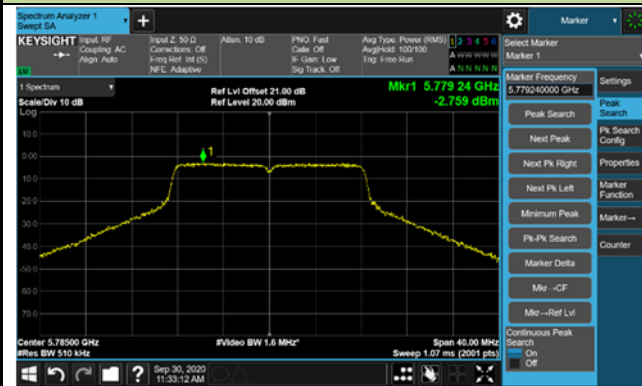 Spectrum Analyzer 1
Swept SA
Marker
KEYSIGHT
Input: RF
Coupling: AC
Align: Auto
Input Z: 50 Ω
Corrections: Off
Freq Ref: Int (S)
NFE: Adaptive
Atten: 10 dB
PNO: Fast
Gate: Off
IF Gain: Low
Sig Track: Off
Avg Type: Power (RMS)
Avg|Hold: 100/100
Trig: Free Run
1 2 3 4 5 6
A W W W W W
A N N N N N
Select Marker
Marker 1
1 Spectrum
Scale/Div 10 dB
Log
Ref Lvl Offset 21.00 dB
Ref Level 20.00 dBm
Mkr1 5.779 24 GHz
-2.759 dBm
Marker Frequency
5.779240000 GHz
Settings
Peak Search
Peak
Search
Next Peak
Pk Search
Config
Next Pk Right
Properties
Next Pk Left
Marker
Function
Minimum Peak
Marker→
Pk-Pk Search
Counter
Marker Delta
Mkr→CF
Mkr→Ref Lvl
Continuous Peak
Search
On
Off
10.0
0.00
1
10.0
20.0
30.0
40.0
50.0
60.0
70.0
Center 5.78500 GHz
#Res BW 510 kHz
#Video BW 1.6 MHz*
Span 40.00 MHz
Sweep 1.07 ms (2001 pts)
Sep 30, 2020
11:33:12 AM